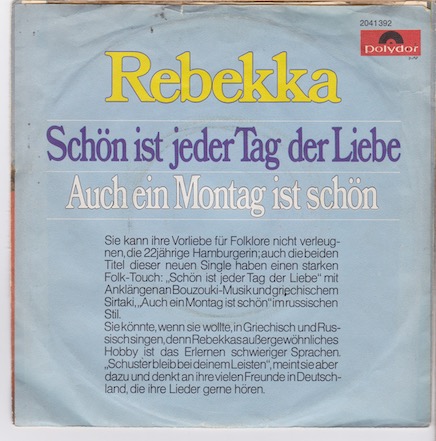 2041 392
Polydor
Rebekka
Schön ist jeder Tag der Liebe
Auch ein Montag ist schön
Sie kann ihre Vorliebe für Folklore nicht verleug-
nen, die 22jährige Hamburgerin; auch die beiden
Titel dieser neuen Single haben einen starken
Folk-Touch: „Schön ist jeder Tag der Liebe" mit
Anklängen an Bouzouki-Musik und griechischem
Sirtaki, „Auch ein Montag ist schön" im russischen
Stil.
Sie könnte, wenn sie wollte, in Griechisch und Rus-
sisch singen, denn Rebekkas außergewöhnliches
Hobby ist das Erlernen schwieriger Sprachen.
„Schuster bleib bei deinem Leisten", meint sie aber
dazu und denkt an ihre vielen Freunde in Deutsch-
land, die ihre Lieder gerne hören.